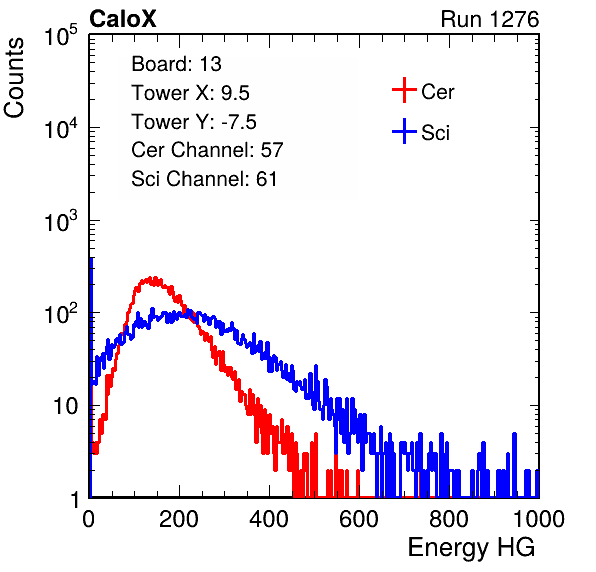 CaloX Run 1276
Counts
10^5
10^4
10^3
10^2
10
1
Board: 13
Tower X: 9.5
Tower Y: -7.5
Cer Channel: 57
Sci Channel: 61
Cer
Sci
0 200 400 600 800 1000
Energy HG